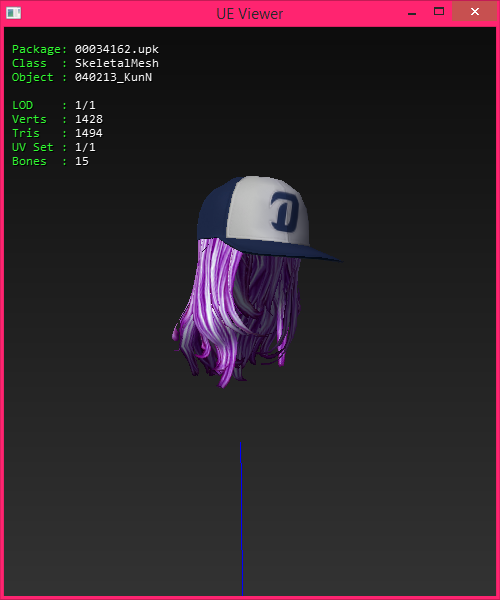 UE Viewer
Package: 00034162.upk
Class  : SkeletalMesh
Object : 040213_KunN
LOD    : 1/1
Verts  : 1428
Tris   : 1494
UV Set : 1/1
Bones  : 15
D